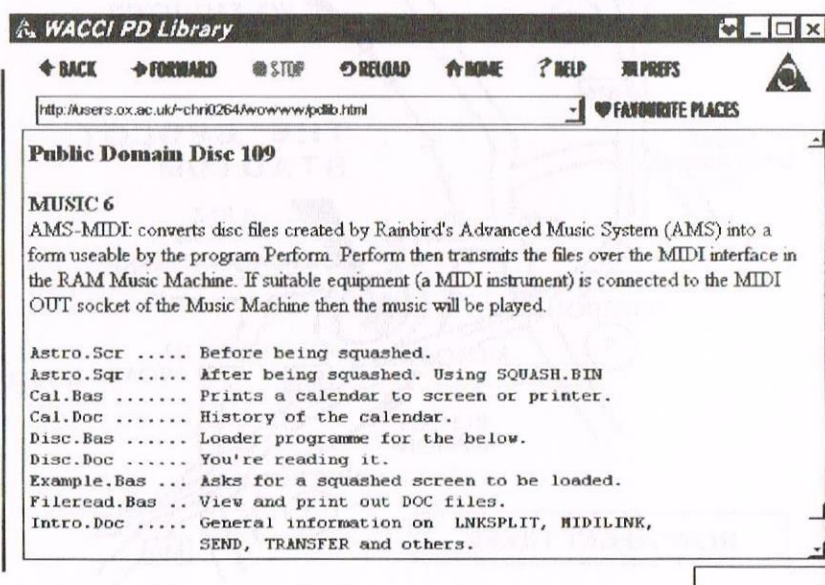 WACCI PD Library
BACK FORWARD STOP RELOAD HOME HELP PREFS
http://users.ox.ac.uk/~chri0264/wowww/pdlib.html FAVOURITE PLACES
Public Domain Disc 109
MUSIC 6
AMS-MIDI: converts disc files created by Rainbird's Advanced Music System (AMS) into a
form useable by the program Perform. Perform then transmits the files over the MIDI interface in
the RAM Music Machine. If suitable equipment (a MIDI instrument) is connected to the MIDI
OUT socket of the Music Machine then the music will be played.
Astro.Scr ..... Before being squashed.
Astro.Sqr ..... After being squashed. Using SQUASH.BIN
Cal.Bas ....... Prints a calendar to screen or printer.
Cal.Doc ....... History of the calendar.
Disc.Bas ...... Loader programme for the below.
Disc.Doc ...... You're reading it.
Example.Bas ... Asks for a squashed screen to be loaded.
Fileread.Bas .. View and print out DOC files.
Intro.Doc ..... General information on LNKSPLIT, MIDILINK,
SEND, TRANSFER and others.